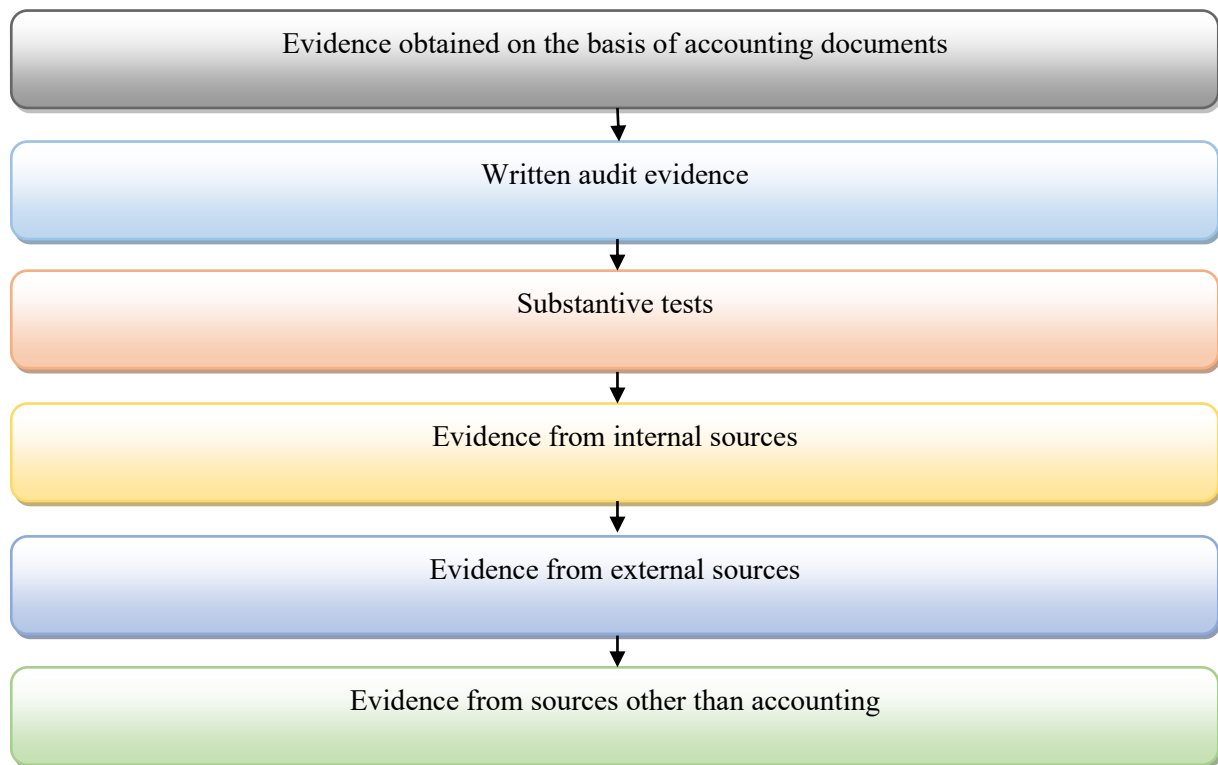 Evidence obtained on the basis of accounting documents
Written audit evidence
Substantive tests
Evidence from internal sources
Evidence from external sources
Evidence from sources other than accounting